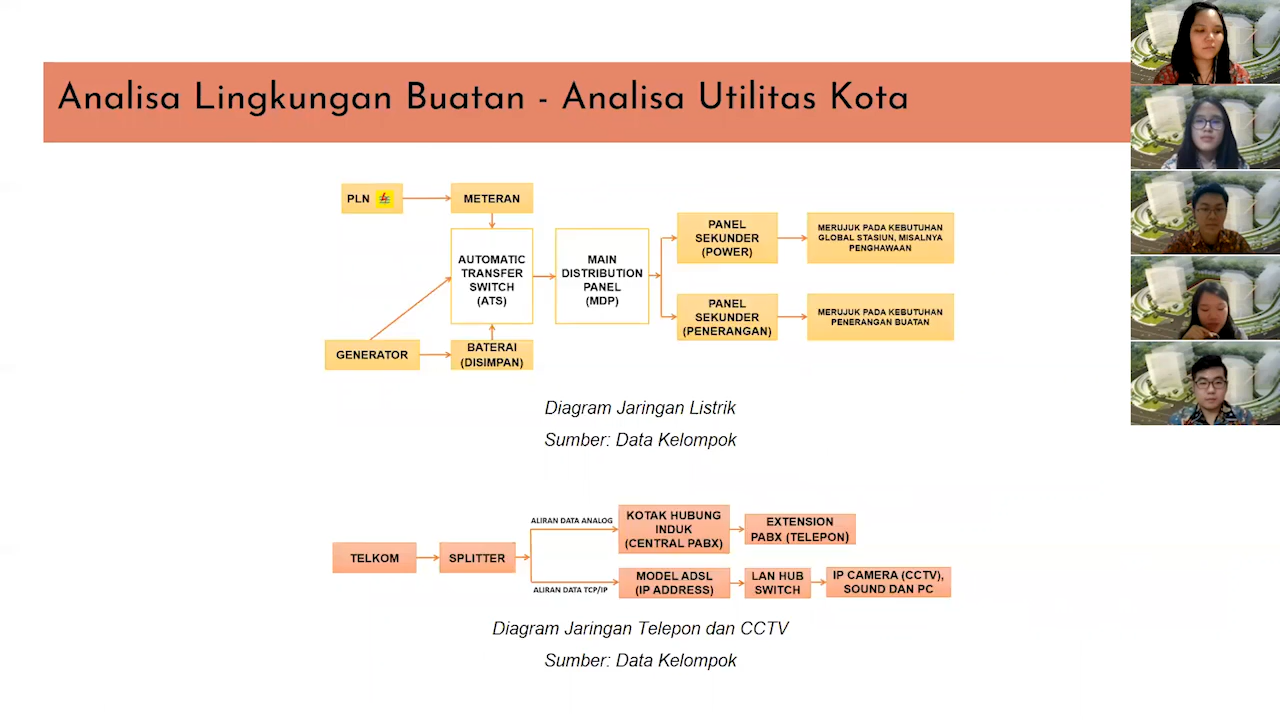 Analisa Lingkungan Buatan - Analisa Utilitas Kota
PLN
METERAN
AUTOMATIC
TRANSFER
SWITCH
(ATS)
MAIN
DISTRIBUTION
PANEL
(MDP)
PANEL
SEKUNDER
(POWER)
MERUJUK PADA KEBUTUHAN
GLOBAL STASIUN, MISALNYA
PENGHAWAAN
PANEL
SEKUNDER
(PENERANGAN)
MERUJUK PADA KEBUTUHAN
PENERANGAN BUATAN
GENERATOR
BATERAI
(DISIMPAN)
Diagram Jaringan Listrik
Sumber: Data Kelompok
TELKOM
SPLITTER
ALIRAN DATA ANALOG
KOTAK HUBUNG
INDUK
(CENTRAL PABX)
EXTENSION
PABX (TELEPON)
ALIRAN DATA TCP/IP
MODEL ADSL
(IP ADDRESS)
LAN HUB
SWITCH
IP CAMERA (CCTV),
SOUND DAN PC
Diagram Jaringan Telepon dan CCTV
Sumber: Data Kelompok